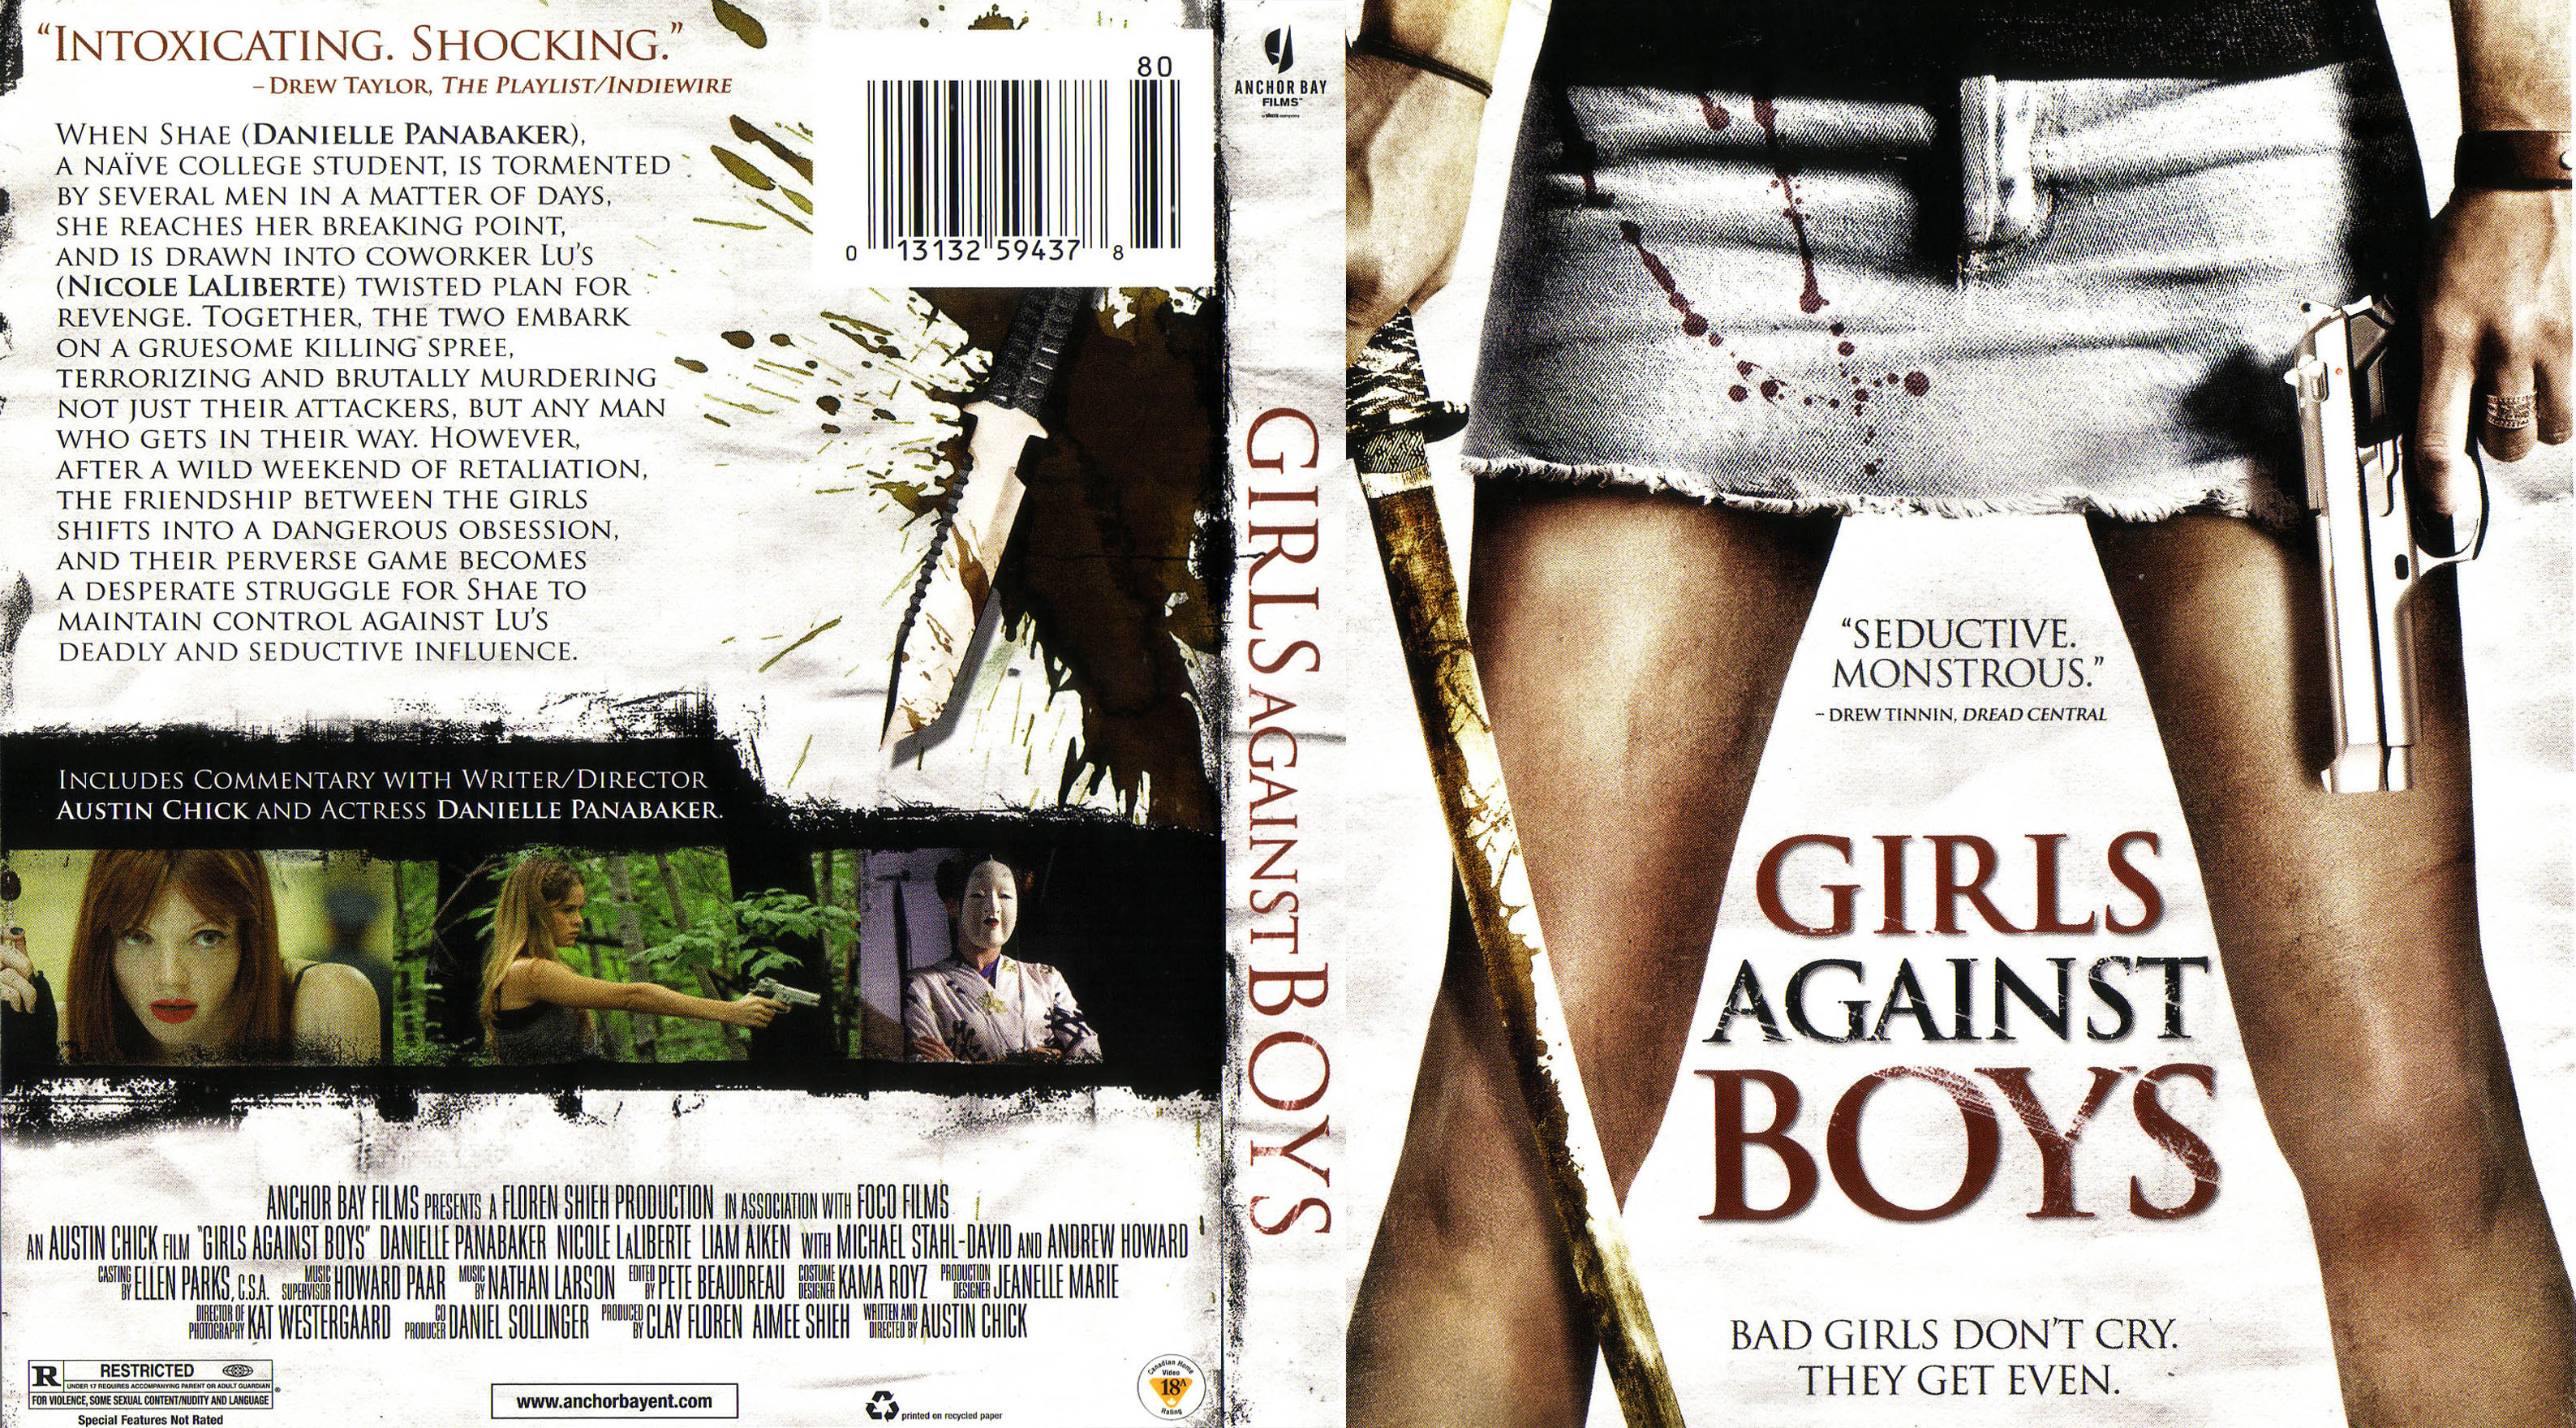 “INTOXICATING. SHOCKING.”
– DREW TAYLOR, THE PLAYLIST/INDIEWIRE
WHEN SHAE (DANIELLE PANABAKER),
A NAÏVE COLLEGE STUDENT, IS TORMENTED
BY SEVERAL MEN IN A MATTER OF DAYS,
SHE REACHES HER BREAKING POINT,
AND IS DRAWN INTO COWORKER LU’S
(NICOLE LALIBERTE) TWISTED PLAN FOR
REVENGE. TOGETHER, THE TWO EMBARK
ON A GRUESOME KILLING SPREE,
TERRORIZING AND BRUTALLY MURDERING
NOT JUST THEIR ATTACKERS, BUT ANY MAN
WHO GETS IN THEIR WAY. HOWEVER,
AFTER A WILD WEEKEND OF RETALIATION,
THE FRIENDSHIP BETWEEN THE GIRLS
SHIFTS INTO A DANGEROUS OBSESSION,
AND THEIR PERVERSE GAME BECOMES
A DESPERATE STRUGGLE FOR SHAE TO
MAINTAIN CONTROL AGAINST LU’S
DEADLY AND SEDUCTIVE INFLUENCE.
80
0 13132 59437 8
INCLUDES COMMENTARY WITH WRITER/DIRECTOR
AUSTIN CHICK AND ACTRESS DANIELLE PANABAKER.
ANCHOR BAY FILMS PRESENTS A FLOREN SHIEH PRODUCTION IN ASSOCIATION WITH FOCO FILMS
AN AUSTIN CHICK FILM "GIRLS AGAINST BOYS" DANIELLE PANABAKER NICOLE LALIBERTE LIAM AIKEN WITH MICHAEL STAHL-DAVID AND ANDREW HOWARD
CASTING BY ELLEN PARKS, C.S.A. MUSIC SUPERVISOR HOWARD PAAR MUSIC BY NATHAN LARSON EDITED BY PETE BEAUDREAU COSTUME DESIGNER KAMA ROYZ PRODUCTION DESIGNER JEANELLE MARIE
DIRECTOR OF PHOTOGRAPHY KAT WESTERGAARD CO PRODUCER DANIEL SOLLINGER PRODUCED BY CLAY FLOREN AIMEE SHIEH WRITTEN AND DIRECTED BY AUSTIN CHICK
R RESTRICTED
UNDER 17 REQUIRES ACCOMPANYING PARENT OR ADULT GUARDIAN
FOR VIOLENCE, SOME SEXUAL CONTENT/NUDITY AND LANGUAGE
Special Features Not Rated
www.anchorbayent.com
printed on recycled paper
Canadian Home
Video
18A
Rating
ANCHOR BAY
FILMS™
GIRLS AGAINST BOYS
“SEDUCTIVE.
MONSTROUS.”
– DREW TINNIN, DREAD CENTRAL
GIRLS
AGAINST
BOYS
BAD GIRLS DON’T CRY.
THEY GET EVEN.